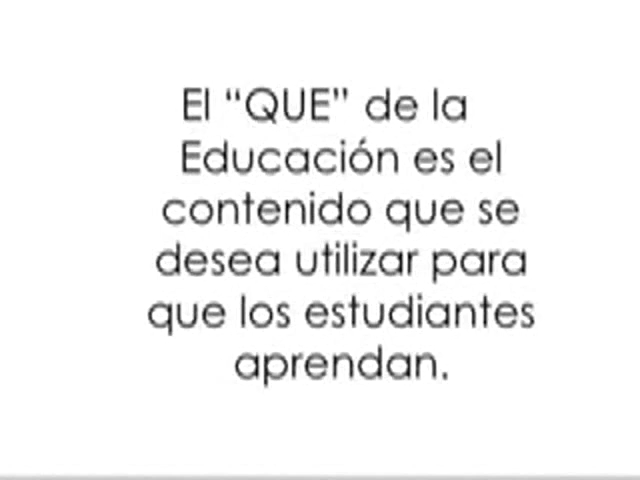 El “QUE” de la
Educación es el
contenido que se
desea utilizar para
que los estudiantes
aprendan.